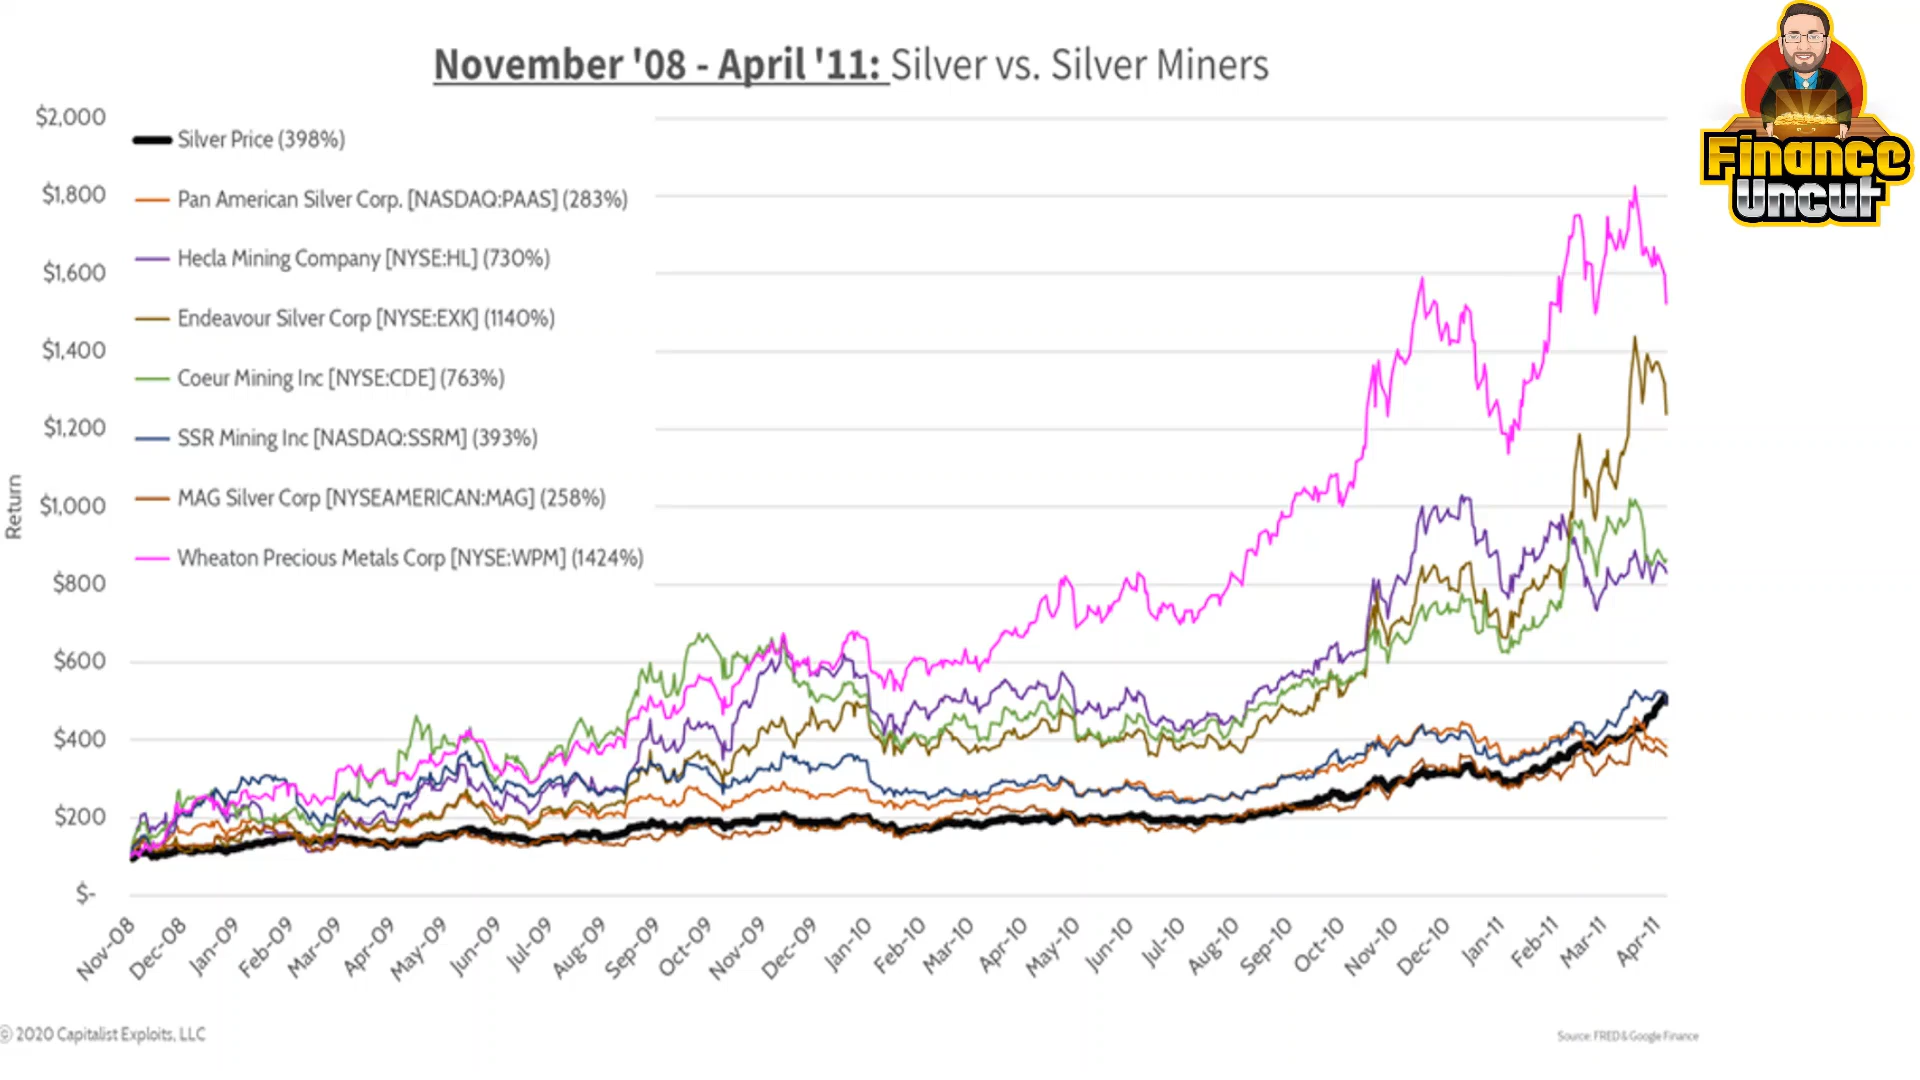 November '08 - April '11: Silver vs. Silver Miners
Finance
Uncut
$2,000
$1,800
$1,600
$1,400
$1,200
$1,000
$800
$600
$400
$200
$-
Return
Silver Price (398%)
Pan American Silver Corp. [NASDAQ:PAAS] (283%)
Hecla Mining Company [NYSE:HL] (730%)
Endeavour Silver Corp [NYSE:EXK] (1140%)
Coeur Mining Inc [NYSE:CDE] (763%)
SSR Mining Inc [NASDAQ:SSRM] (393%)
MAG Silver Corp [NYSEAMERICAN:MAG] (258%)
Wheaton Precious Metals Corp [NYSE:WPM] (1424%)
Nov-08
Dec-08
Jan-09
Feb-09
Mar-09
Apr-09
May-09
Jun-09
Jul-09
Aug-09
Sep-09
Oct-09
Nov-09
Dec-09
Jan-10
Feb-10
Mar-10
Apr-10
May-10
Jun-10
Jul-10
Aug-10
Sep-10
Oct-10
Nov-10
Dec-10
Jan-11
Feb-11
Mar-11
Apr-11
© 2020 Capitalist Exploits, LLC
Source: FRED & Google Finance